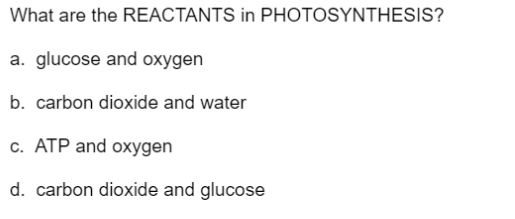 What are the REACTANTS in PHOTOSYNTHESIS?
a. glucose and oxygen
b. carbon dioxide and water
c. ATP and oxygen
d. carbon dioxide and glucose